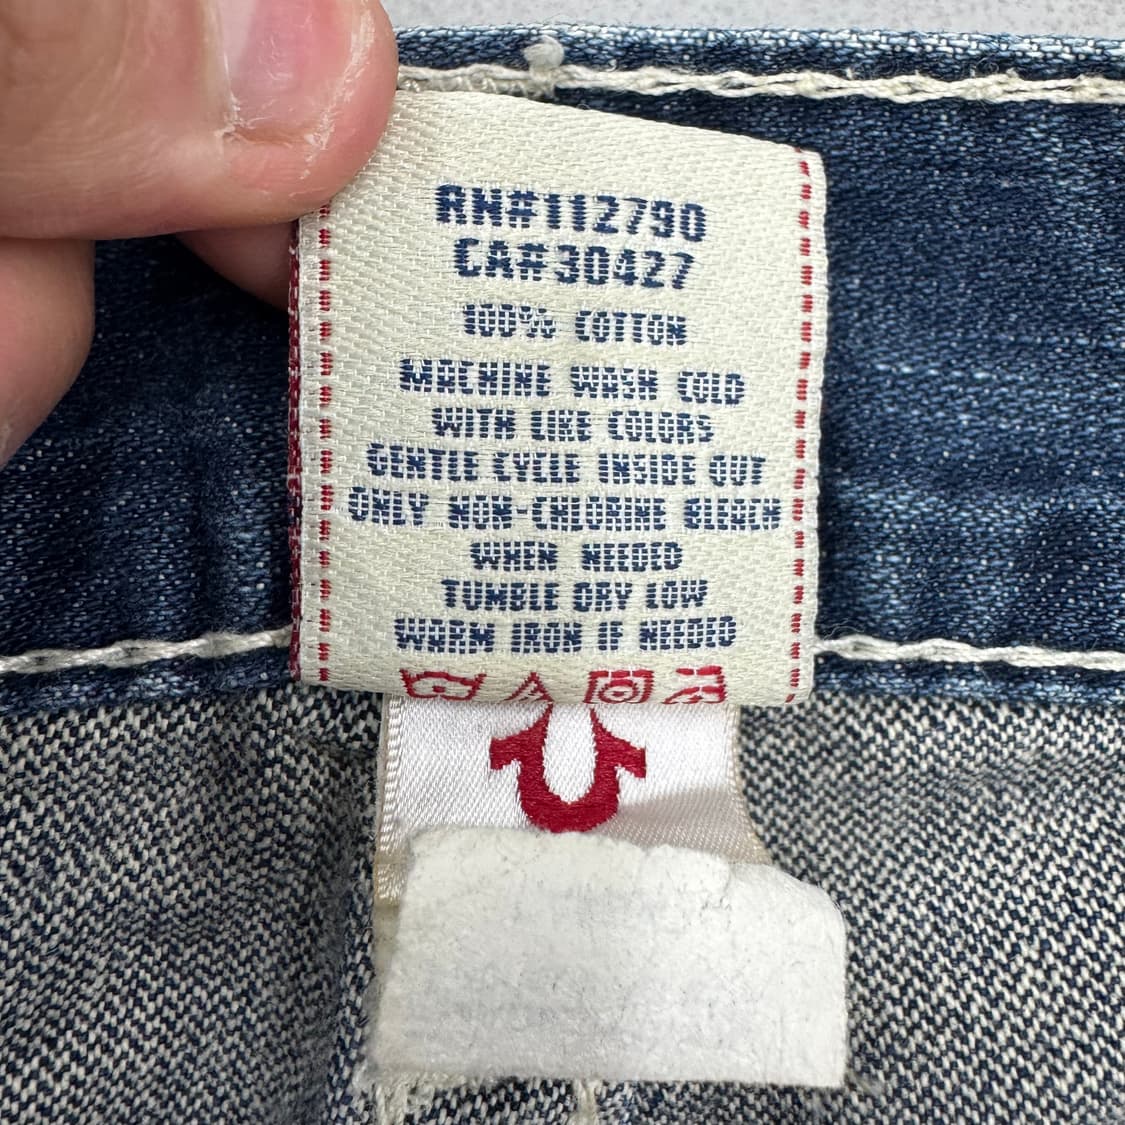 RN#112790
CA#30427
100% COTTON
MACHINE WASH COLD
WITH LIKE COLORS
GENTLE CYCLE INSIDE OUT
ONLY NON-CHLORINE BLEACH
WHEN NEEDED
TUMBLE DRY LOW
WARM IRON IF NEEDED